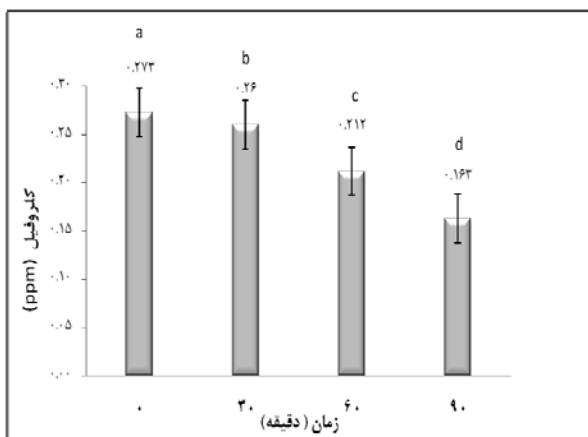 a
b
c
d
۰.۲۷۳
۰.۲۶
۰.۲۱۲
۰.۱۶۳
۰.۳۰
۰.۲۵
۰.۲۰
۰.۱۵
۰.۱۰
۰.۰۵
۰.۰۰
کلروفیل (ppm)
۰
۳۰
۶۰
۹۰
زمان (دقیقه)